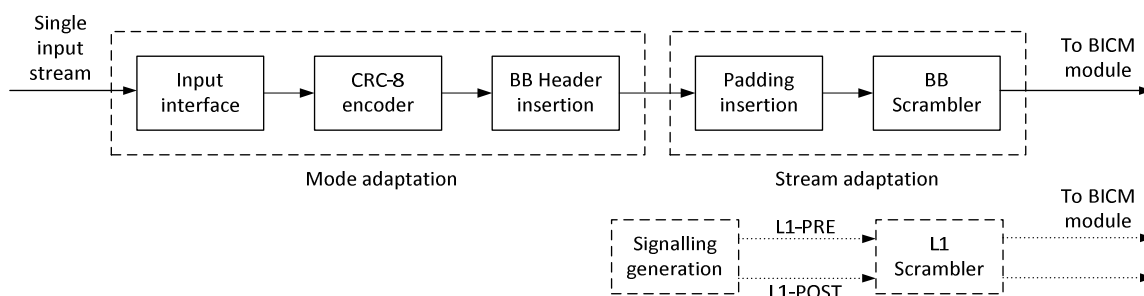 Single
input
stream
Input
interface
CRC-8
encoder
BB Header
insertion
Padding
insertion
BB
Scrambler
To BICM
module
Mode adaptation
Stream adaptation
Signalling
generation
L1-PRE
L1-POST
L1
Scrambler
To BICM
module